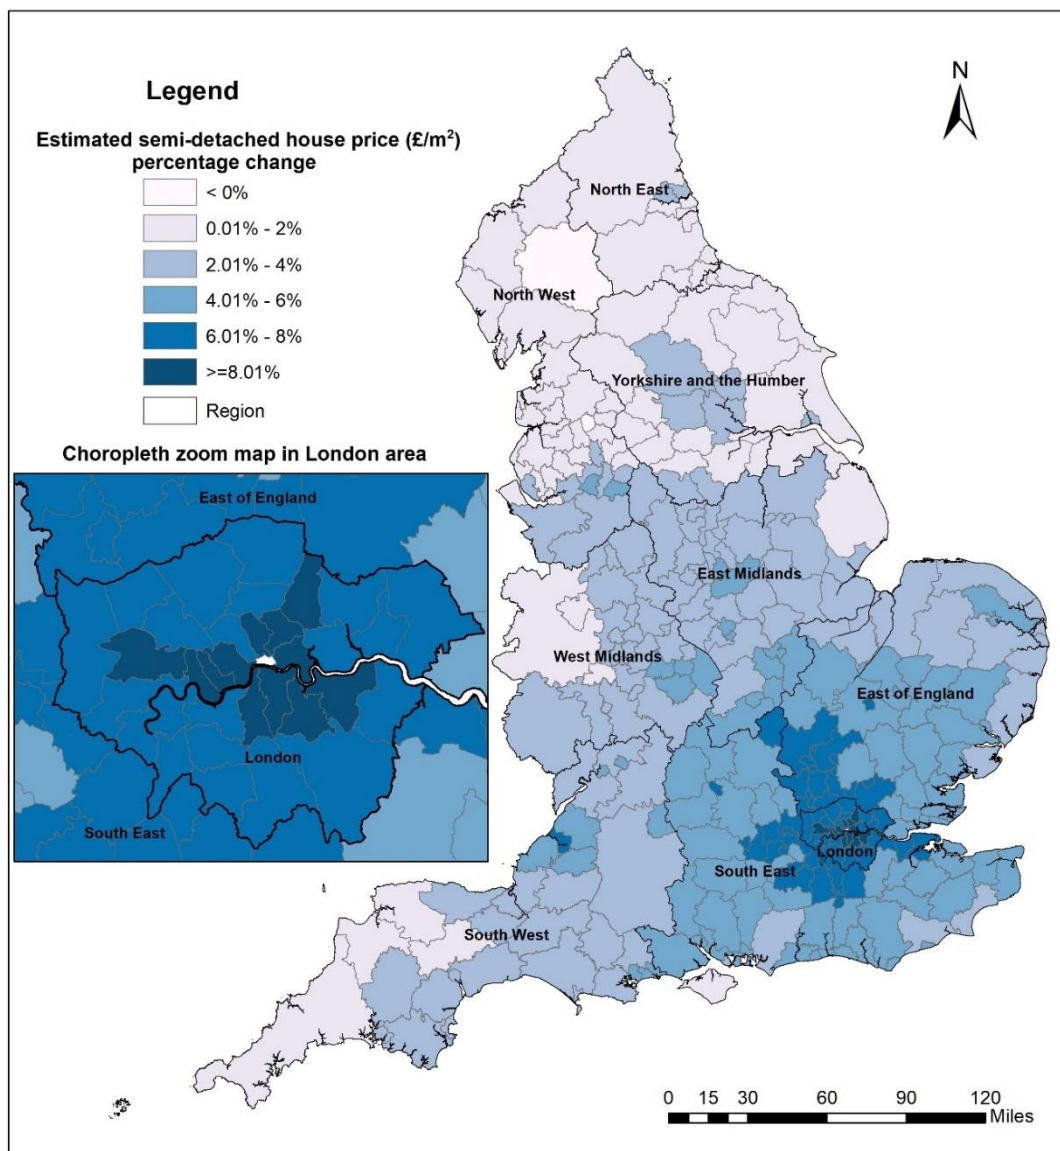 Legend
Estimated semi-detached house price (£/m²)
percentage change
< 0%
0.01% - 2%
2.01% - 4%
4.01% - 6%
6.01% - 8%
>=8.01%
Region
N
North East
North West
Yorkshire and the Humber
East Midlands
West Midlands
East of England
London
South East
South West
Choropleth zoom map in London area
East of England
London
South East
0 15 30 60 90 120
Miles